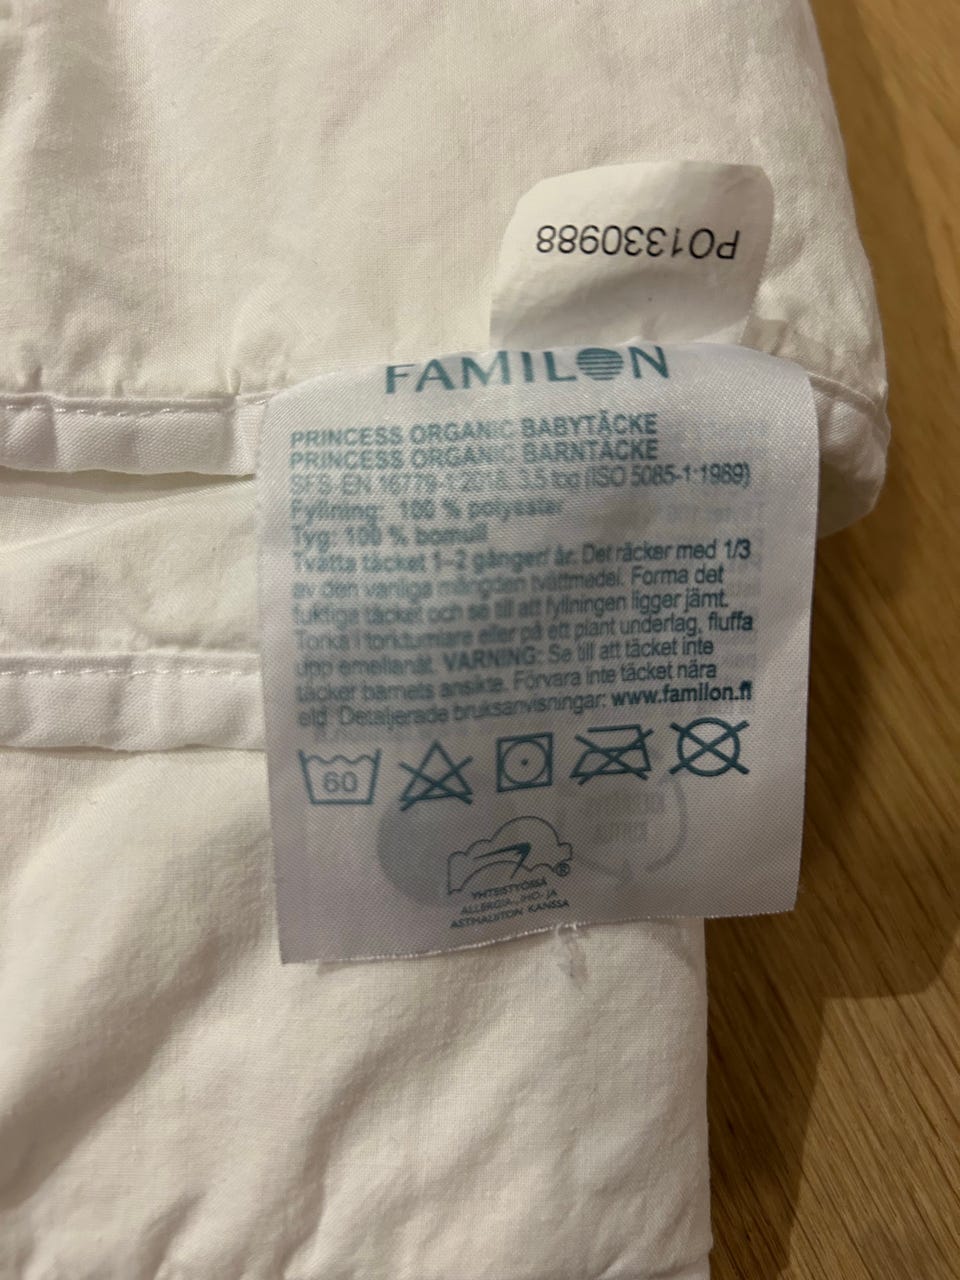 PO1330988
FAMILON
PRINCESS ORGANIC BABYTÄCKE
PRINCESS ORGANIC BARNTÄCKE
SFS-EN 16779-1:2018, 3.5 tog (ISO 5085-1:1989)
Fyllning: 100 % polyester
Tyg: 100 % bomull
Tvätta täcket 1–2 gånger/ år. Det räcker med 1/3
av den vanliga mängden tvättmedel. Forma det
fuktiga täcket och se till att fyllningen ligger jämt.
Torka i torktumlare eller på ett plant underlag, fluffa
upp emellanåt. VARNING: Se till att täcket inte
täcker barnets ansikte. Förvara inte täcket nära
eld. Detaljerade bruksanvisningar: www.familon.fi
60
®
YHTEISTYÖSSÄ
ALLERGIA-, IHO- JA
ASTMALIITON KANSSA